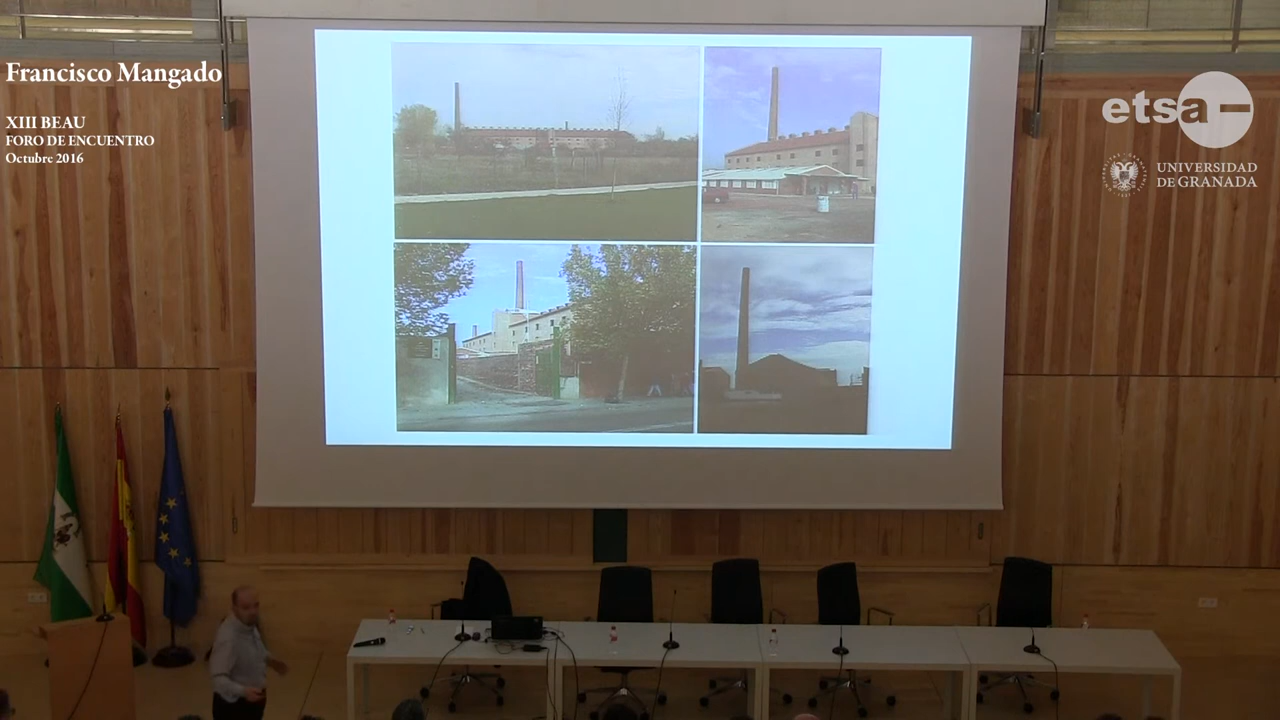 Francisco Mangado
XIII BEAU
FORO DE ENCUENTRO
Octubre 2016
etsa
UNIVERSIDAD
DE GRANADA